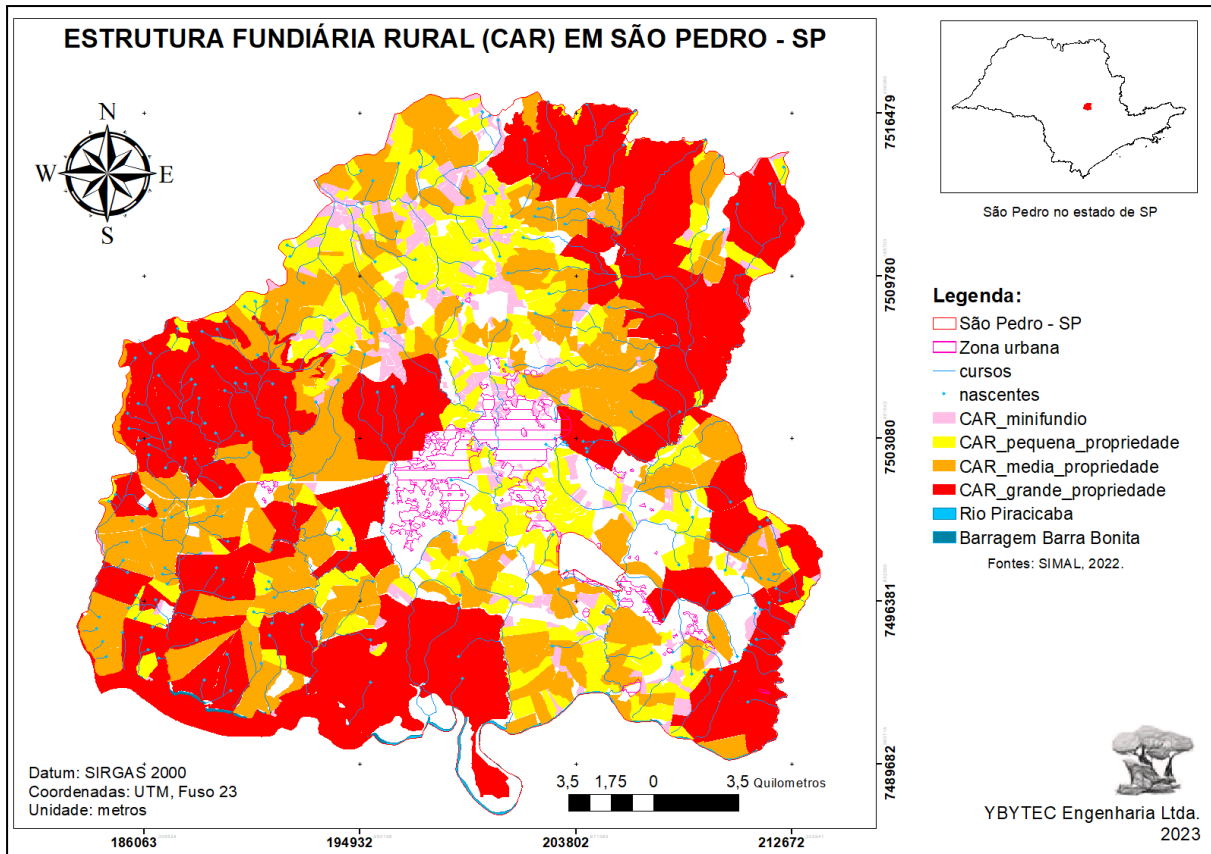 ESTRUTURA FUNDIÁRIA RURAL (CAR) EM SÃO PEDRO - SP
N
W
E
S
São Pedro no estado de SP
7516479
7509780
7503080
7496381
7489682
Legenda:
São Pedro - SP
Zona urbana
cursos
nascentes
CAR_minifundio
CAR_pequena_propriedade
CAR_media_propriedade
CAR_grande_propriedade
Rio Piracicaba
Barragem Barra Bonita
Fontes: SIMAL, 2022.
Datum: SIRGAS 2000
Coordenadas: UTM, Fuso 23
Unidade: metros
3,5 1,75 0 3,5 Quilometros
YBYTEC Engenharia Ltda.
2023
186063 194932 203802 212672